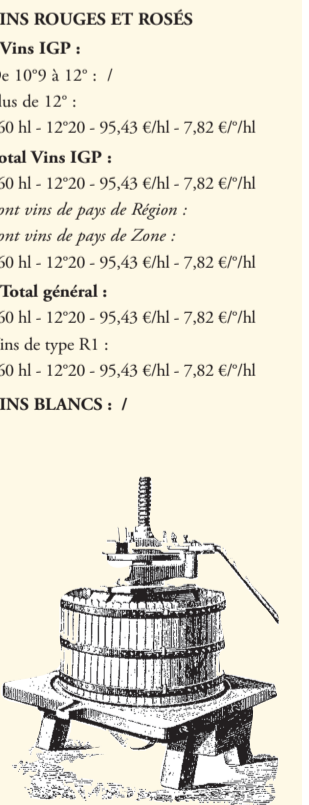 INS ROUGES ET ROSÉS
Vins IGP :
e 10°9 à 12° : /
lus de 12° :
60 hl - 12°20 - 95,43 €/hl - 7,82 €/°/hl
otal Vins IGP :
60 hl - 12°20 - 95,43 €/hl - 7,82 €/°/hl
ont vins de pays de Région :
ont vins de pays de Zone :
60 hl - 12°20 - 95,43 €/hl - 7,82 €/°/hl
Total général :
60 hl - 12°20 - 95,43 €/hl - 7,82 €/°/hl
ins de type R1 :
60 hl - 12°20 - 95,43 €/hl - 7,82 €/°/hl
INS BLANCS : /